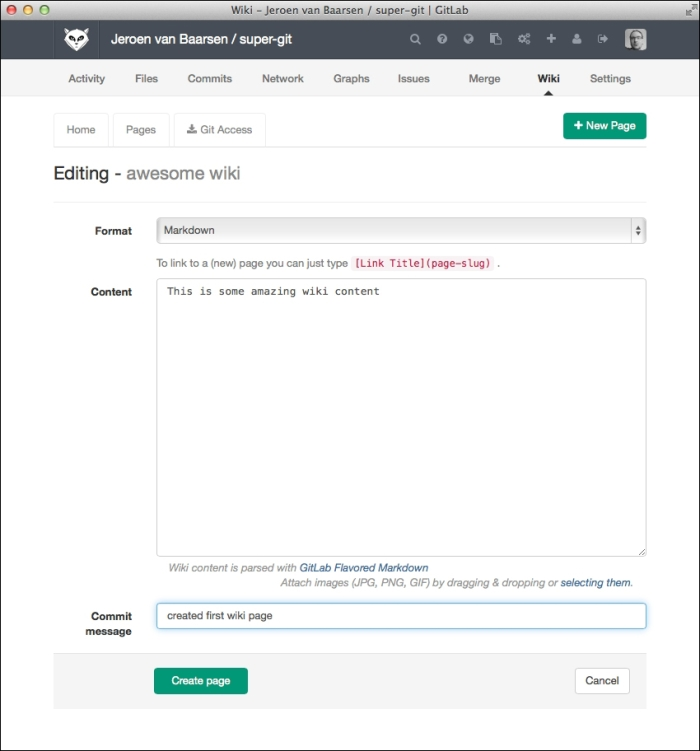 Wiki - Jeroen van Baarsen / super-git | GitLab
Jeroen van Baarsen / super-git
Activity Files Commits Network Graphs Issues Merge Wiki Settings
Home Pages Git Access + New Page
Editing - awesome wiki
Format Markdown
To link to a (new) page you can just type [Link Title](page-slug) .
Content This is some amazing wiki content
Wiki content is parsed with GitLab Flavored Markdown
Attach images (JPG, PNG, GIF) by dragging & dropping or selecting them.
Commit created first wiki page
message
Create page Cancel